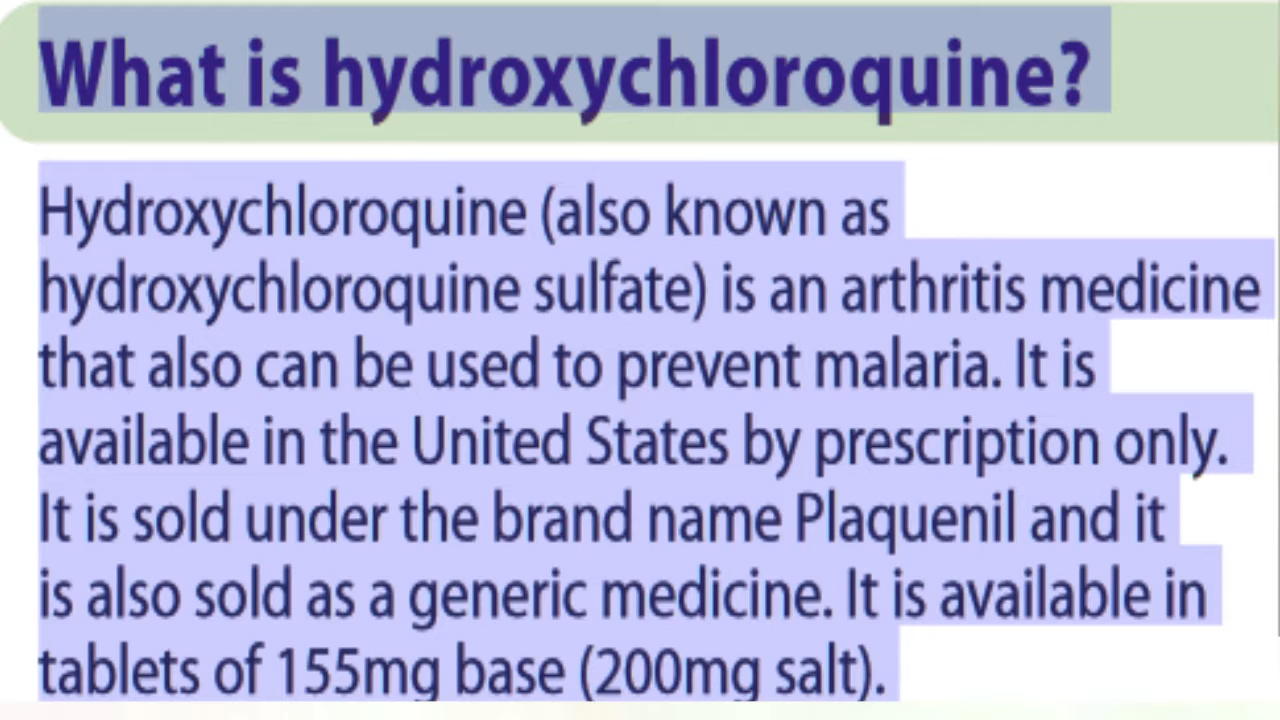 What is hydroxychloroquine?
Hydroxychloroquine (also known as
hydroxychloroquine sulfate) is an arthritis medicine
that also can be used to prevent malaria. It is
available in the United States by prescription only.
It is sold under the brand name Plaquenil and it
is also sold as a generic medicine. It is available in
tablets of 155mg base (200mg salt).